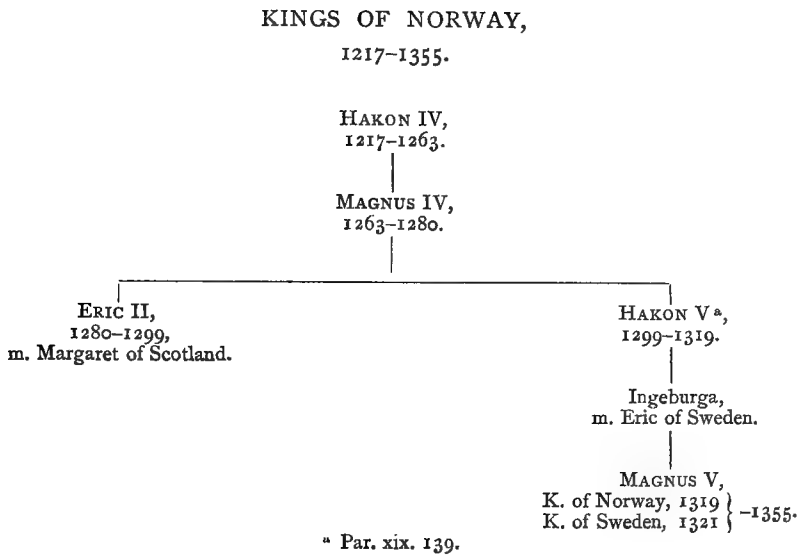 KINGS OF NORWAY,
1217–1355.
HAKON IV,
1217–1263.
MAGNUS IV,
1263–1280.
ERIC II,
1280–1299,
m. Margaret of Scotland.
HAKON V a,
1299–1319.
Ingeburga,
m. Eric of Sweden.
MAGNUS V,
K. of Norway, 1319
K. of Sweden, 1321 } –1355.
a Par. xix. 139.